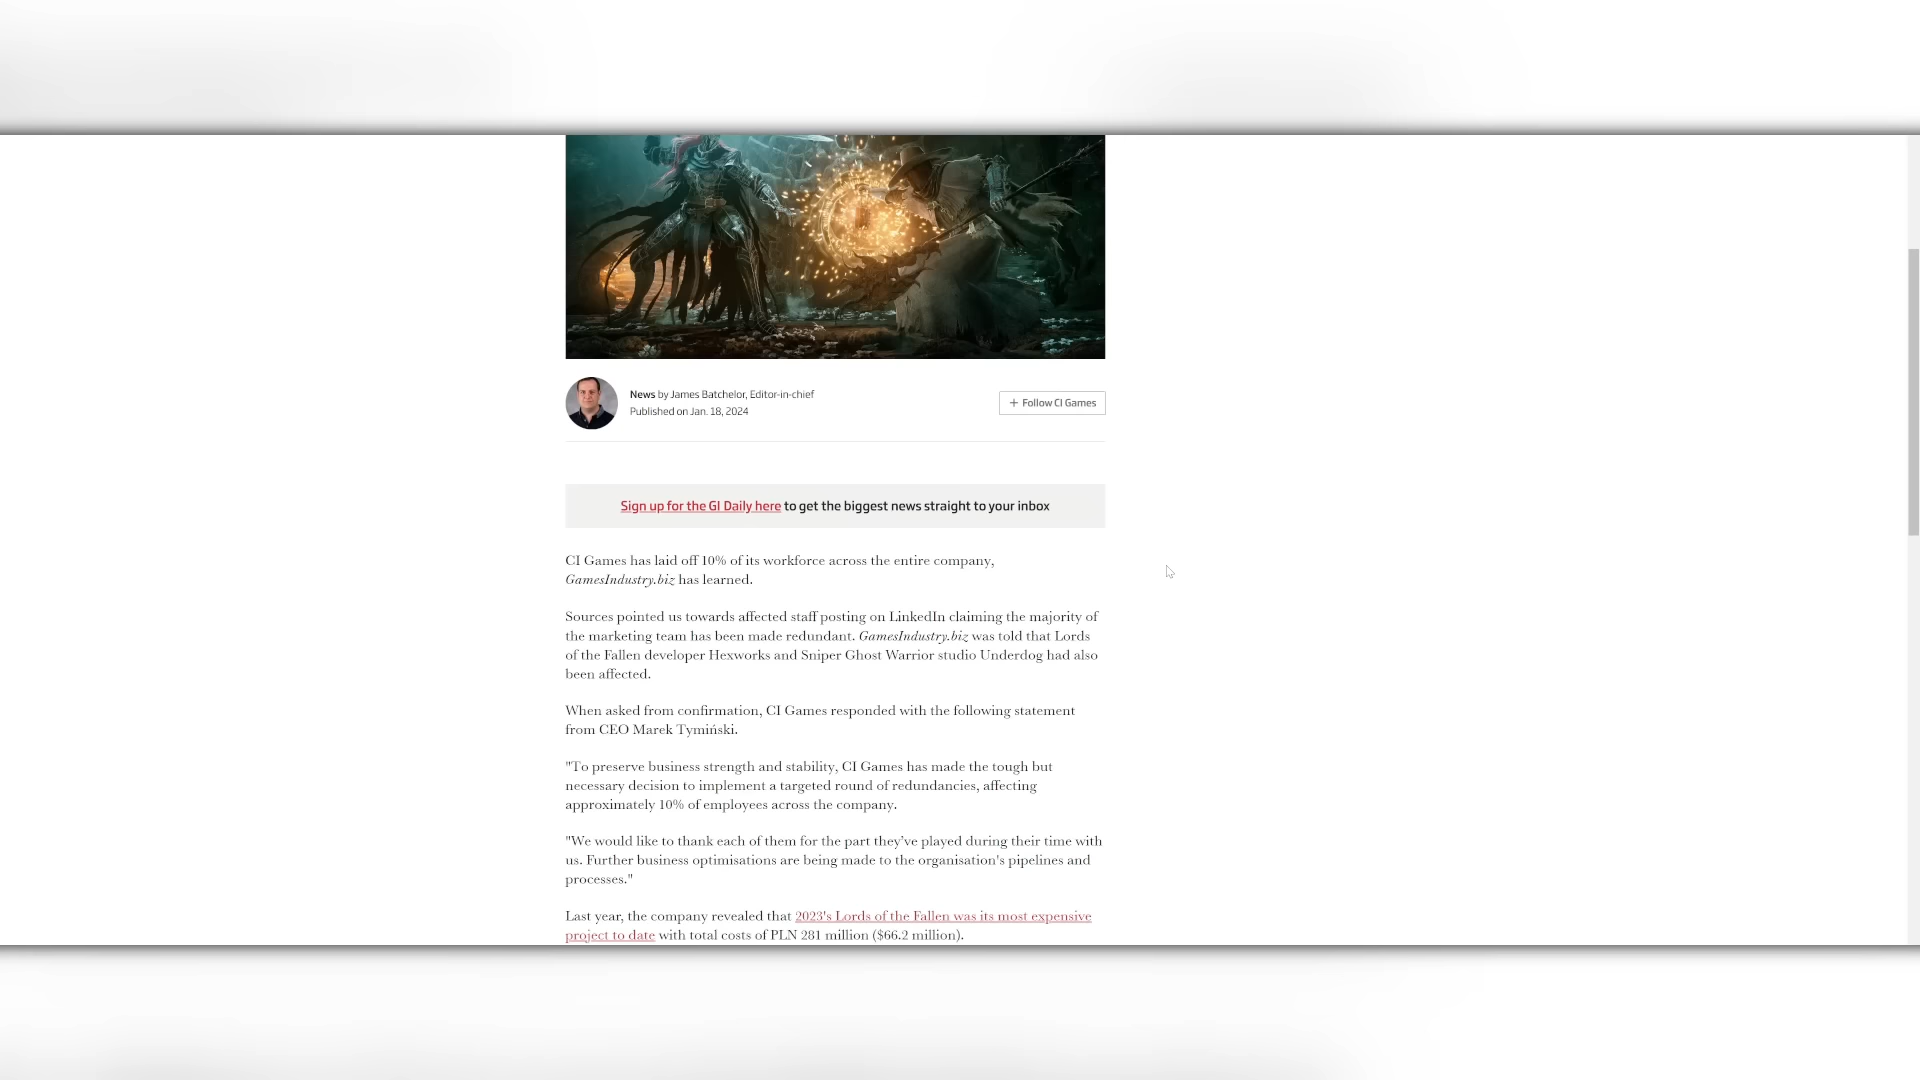 News by James Batchelor, Editor-in-chief
Published on Jan. 18, 2024
+ Follow CI Games
Sign up for the GI Daily here to get the biggest news straight to your inbox
CI Games has laid off 10% of its workforce across the entire company,
GamesIndustry.biz has learned.
Sources pointed us towards affected staff posting on LinkedIn claiming the majority of
the marketing team has been made redundant. GamesIndustry.biz was told that Lords
of the Fallen developer Hexworks and Sniper Ghost Warrior studio Underdog had also
been affected.
When asked from confirmation, CI Games responded with the following statement
from CEO Marek Tymiński.
"To preserve business strength and stability, CI Games has made the tough but
necessary decision to implement a targeted round of redundancies, affecting
approximately 10% of employees across the company.
"We would like to thank each of them for the part they've played during their time with
us. Further business optimisations are being made to the organisation's pipelines and
processes."
Last year, the company revealed that 2023's Lords of the Fallen was its most expensive
project to date with total costs of PLN 281 million ($66.2 million).